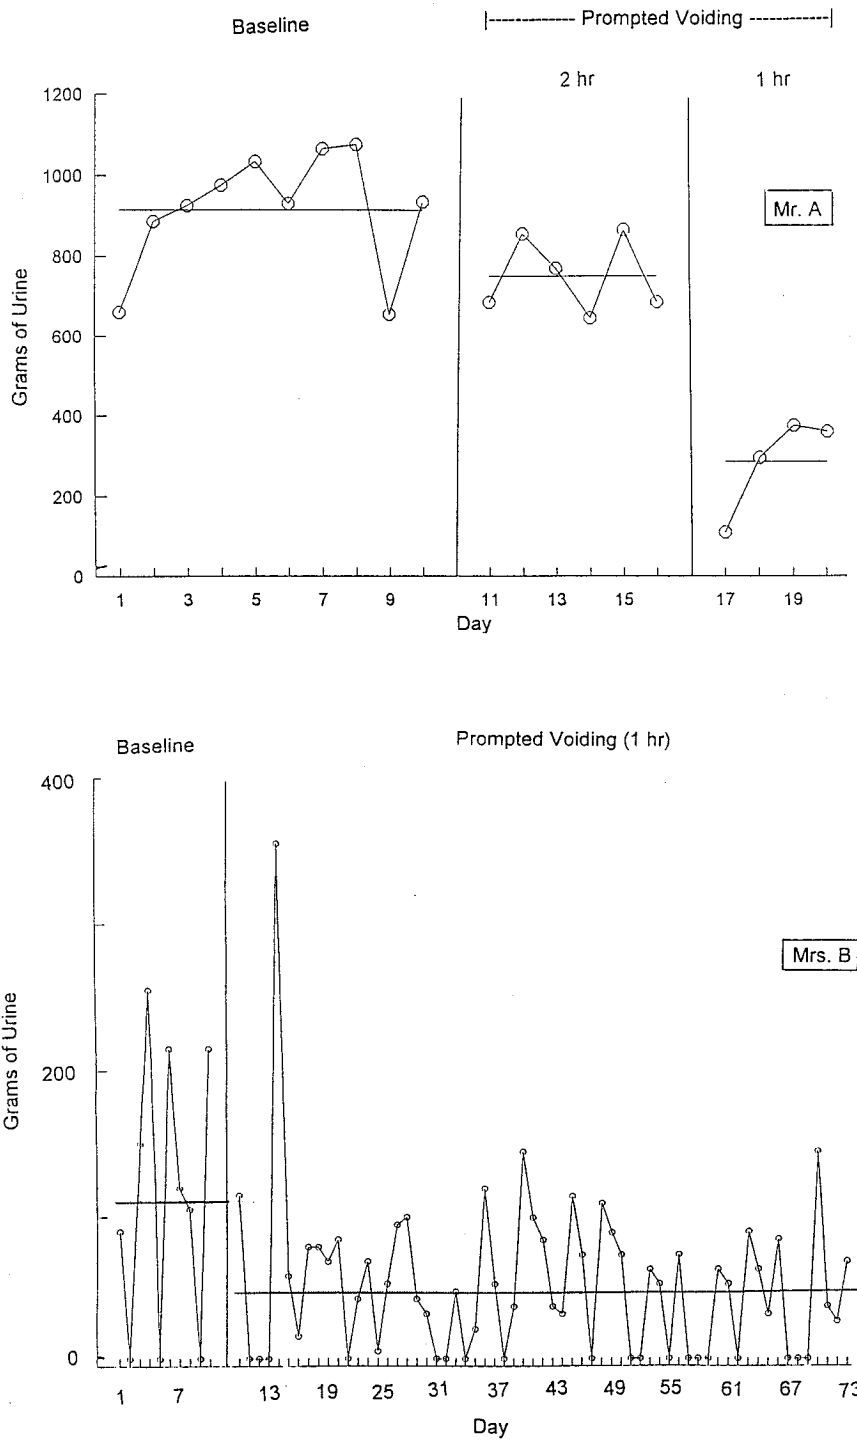 Baseline
|---------- Prompted Voiding ----------|
2 hr
1 hr
1200
1000
800
600
400
200
0
Mr. A
Grams of Urine
1 3 5 7 9 11 13 15 17 19
Day
Baseline
Prompted Voiding (1 hr)
400
200
0
Mrs. B
Grams of Urine
1 7 13 19 25 31 37 43 49 55 61 67 73
Day